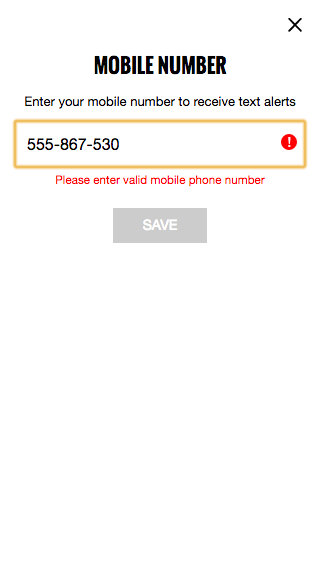 MOBILE NUMBER
Enter your mobile number to receive text alerts
555-867-530
Please enter valid mobile phone number
SAVE